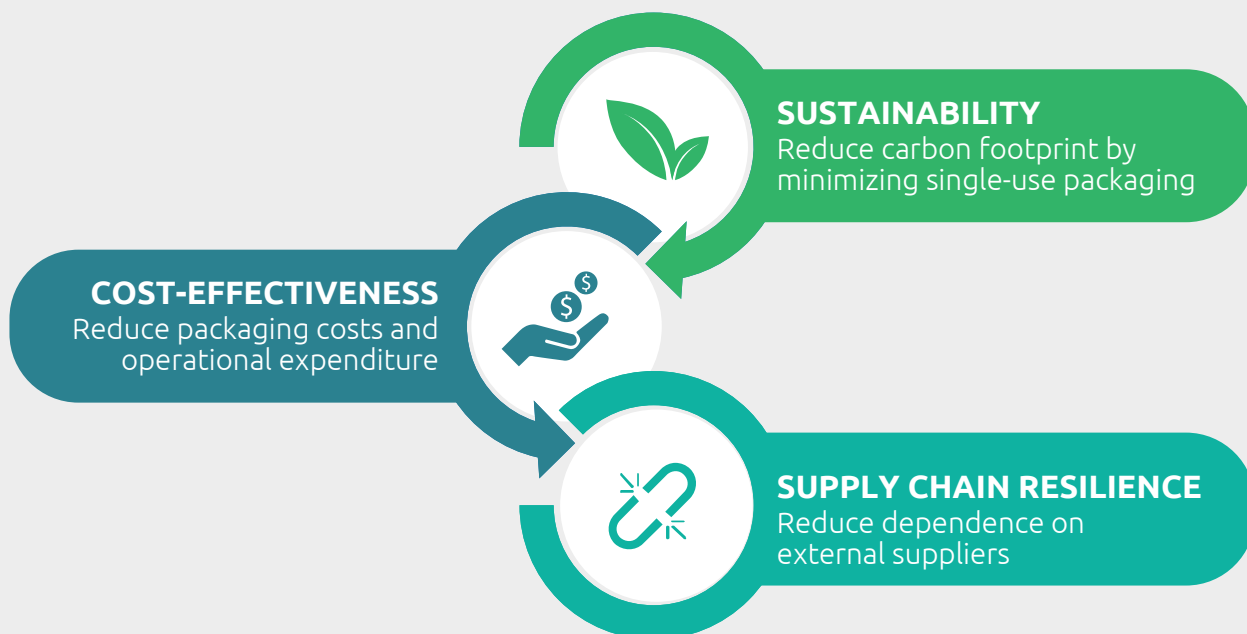 SUSTAINABILITY
Reduce carbon footprint by
minimizing single-use packaging
COST-EFFECTIVENESS
Reduce packaging costs and
operational expenditure
$
$
SUPPLY CHAIN RESILIENCE
Reduce dependence on
external suppliers